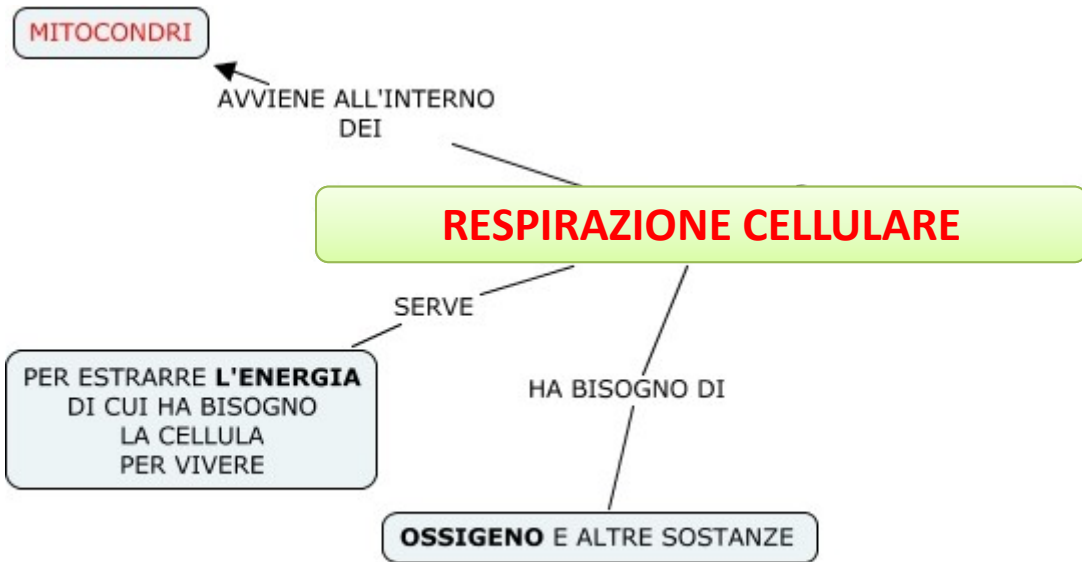 MITOCONDRI
AVVIENE ALL'INTERNO
DEI
RESPIRAZIONE CELLULARE
SERVE
PER ESTRARRE L'ENERGIA
DI CUI HA BISOGNO
LA CELLULA
PER VIVERE
HA BISOGNO DI
OSSIGENO E ALTRE SOSTANZE